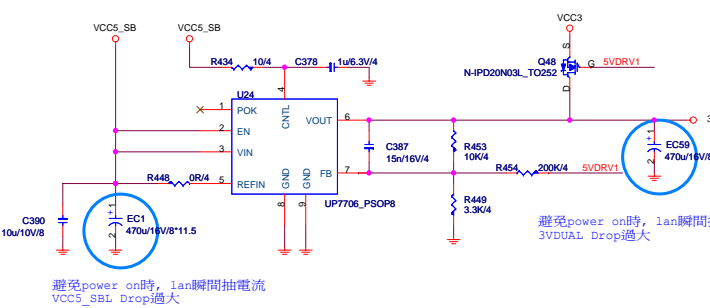 VCC3
VCC5_SB
VCC5_SB
R434
10/4
C378
1u/6.3V/4
Q48
N-IPD20N03L_TO252
S
G
D
5VDRV1
U24
4
1
POK
CNTL
VOUT
6
2
EN
3
VIN
C387
15n/16V/4
R453
10K/4
3
1
EC59
470u/16V/8
2
+
R448
0R/4
5
REFIN
GND
GND
FB
7
R454
200K/4
5VDRV1
UP7706_PSOP8
8
9
R449
3.3K/4
C390
10u/10V/8
+
1
EC1
470u/16V/8*11.5
2
避免power on時, lan瞬間
3VDUAL Drop過大
避免power on時, lan瞬間抽電流
VCC5_SBL Drop過大